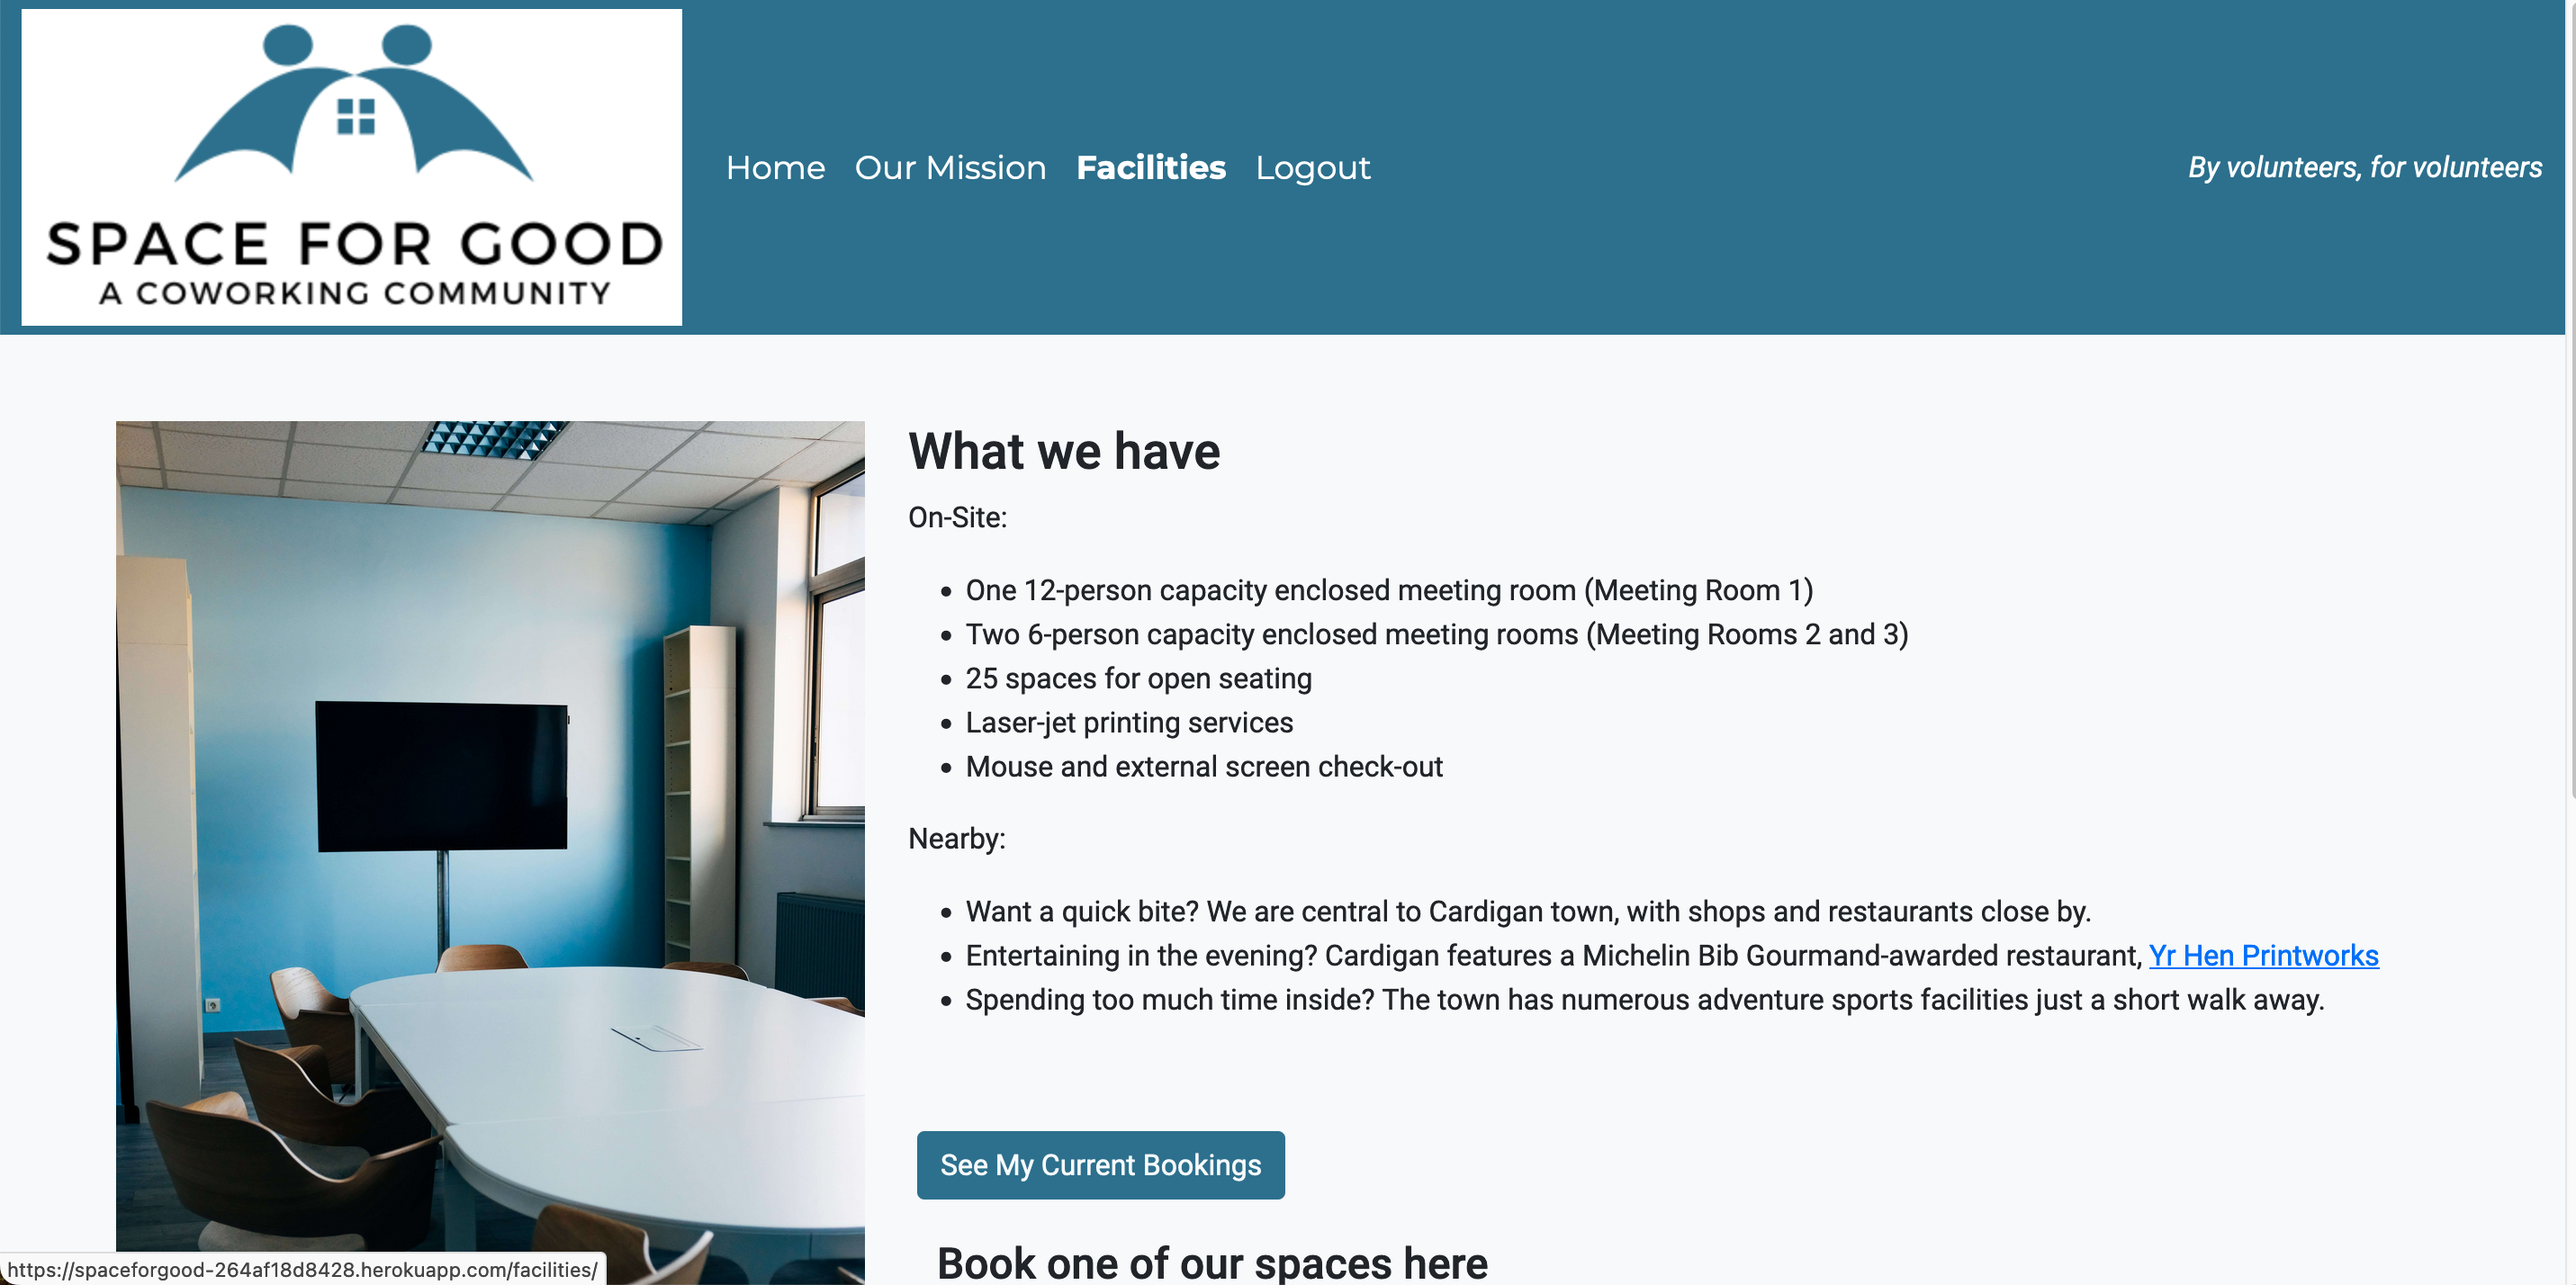 SPACE FOR GOOD
A COWORKING COMMUNITY
Home Our Mission Facilities Logout
By volunteers, for volunteers
What we have
On-Site:
One 12-person capacity enclosed meeting room (Meeting Room 1)
Two 6-person capacity enclosed meeting rooms (Meeting Rooms 2 and 3)
25 spaces for open seating
Laser-jet printing services
Mouse and external screen check-out
Nearby:
Want a quick bite? We are central to Cardigan town, with shops and restaurants close by.
Entertaining in the evening? Cardigan features a Michelin Bib Gourmand-awarded restaurant, Yr Hen Printworks
Spending too much time inside? The town has numerous adventure sports facilities just a short walk away.
See My Current Bookings
Book one of our spaces here
https://spaceforgood-264af18d8428.herokuapp.com/facilities/